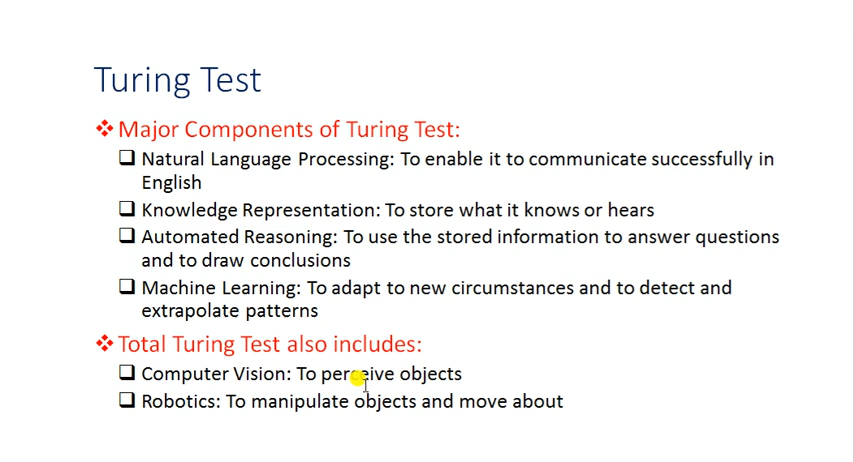 Turing Test
Major Components of Turing Test:
Natural Language Processing: To enable it to communicate successfully in
English
Knowledge Representation: To store what it knows or hears
Automated Reasoning: To use the stored information to answer questions
and to draw conclusions
Machine Learning: To adapt to new circumstances and to detect and
extrapolate patterns
Total Turing Test also includes:
Computer Vision: To perceive objects
Robotics: To manipulate objects and move about